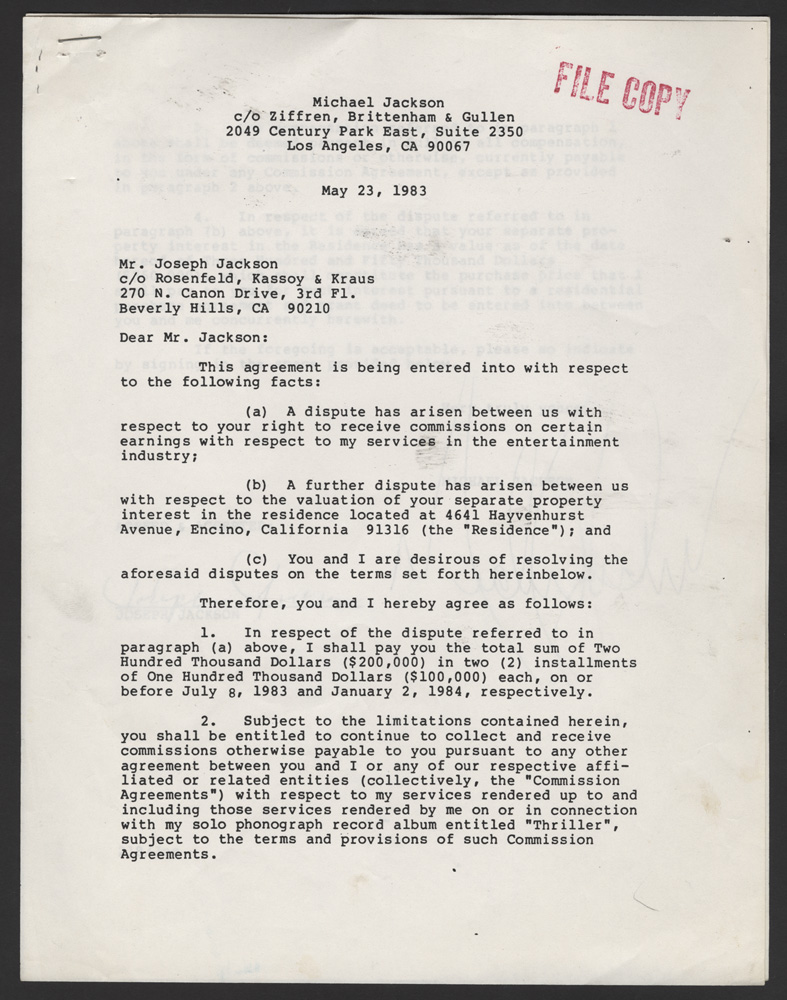 FILE COPY
Michael Jackson
c/o Ziffren, Brittenham & Gullen
2049 Century Park East, Suite 2350
Los Angeles, CA 90067
May 23, 1983
Mr. Joseph Jackson
c/o Rosenfeld, Kassoy & Kraus
270 N. Canon Drive, 3rd Fl.
Beverly Hills, CA 90210
Dear Mr. Jackson:
This agreement is being entered into with respect
to the following facts:
(a) A dispute has arisen between us with
respect to your right to receive commissions on certain
earnings with respect to my services in the entertainment
industry;
(b) A further dispute has arisen between us
with respect to the valuation of your separate property
interest in the residence located at 4641 Hayvenhurst
Avenue, Encino, California 91316 (the "Residence"); and
(c) You and I are desirous of resolving the
aforesaid disputes on the terms set forth hereinbelow.
Therefore, you and I hereby agree as follows:
1. In respect of the dispute referred to in
paragraph (a) above, I shall pay you the total sum of Two
Hundred Thousand Dollars ($200,000) in two (2) installments
of One Hundred Thousand Dollars ($100,000) each, on or
before July 8, 1983 and January 2, 1984, respectively.
2. Subject to the limitations contained herein,
you shall be entitled to continue to collect and receive
commissions otherwise payable to you pursuant to any other
agreement between you and I or any of our respective affi-
liated or related entities (collectively, the "Commission
Agreements") with respect to my services rendered up to and
including those services rendered by me on or in connection
with my solo phonograph record album entitled "Thriller",
subject to the terms and provisions of such Commission
Agreements.